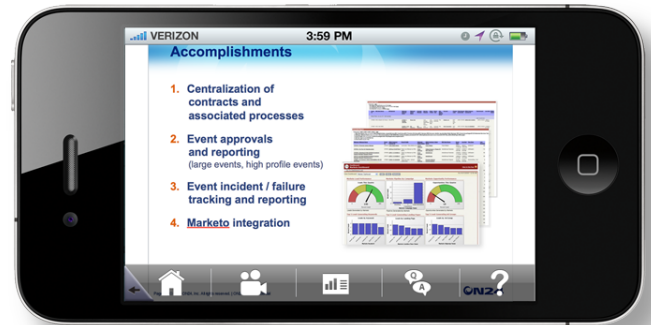 VERIZON
3:59 PM
Accomplishments
1. Centralization of
contracts and
associated processes
2. Event approvals
and reporting
(large events, high profile events)
3. Event incident / failure
tracking and reporting
4. Marketo integration
Q
A
ON24
?